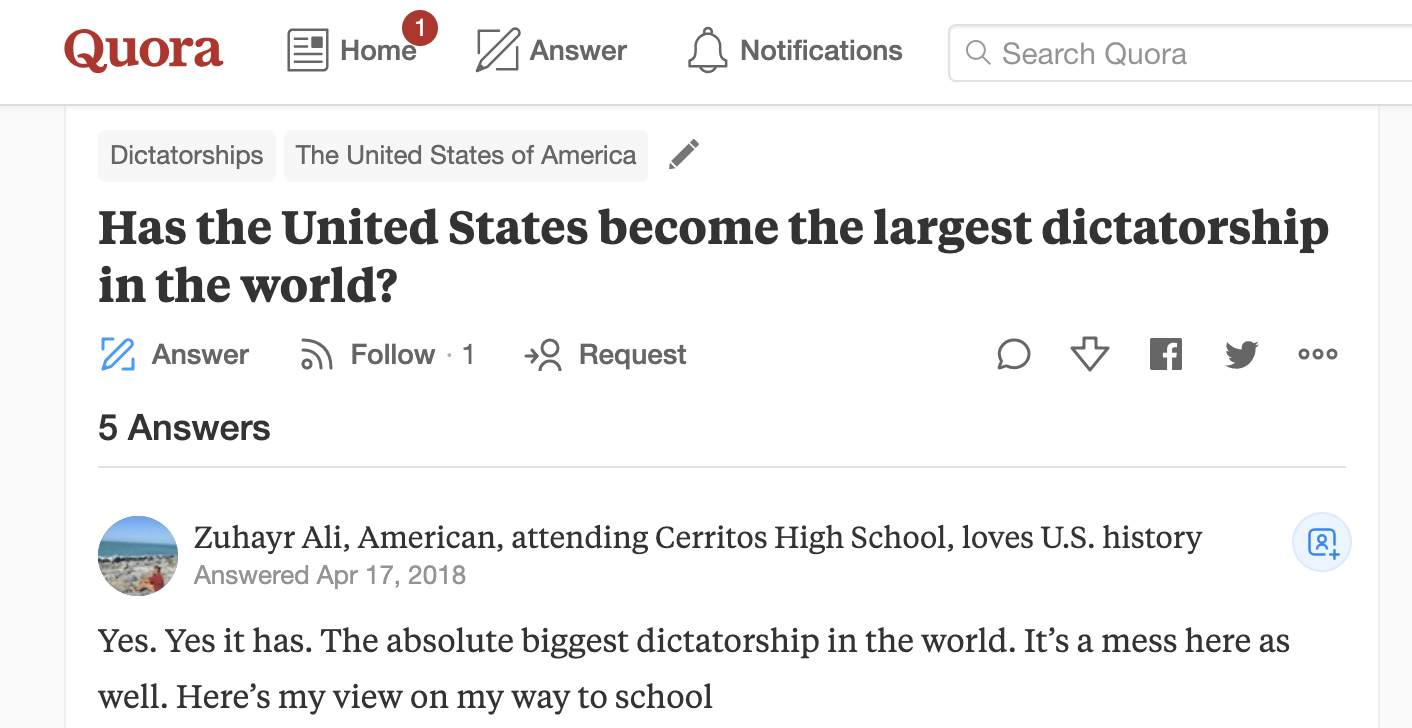 Quora
Home
1
Answer
Notifications
Search Quora
Dictatorships
The United States of America
Has the United States become the largest dictatorship
in the world?
Answer
Follow · 1
Request
5 Answers
Zuhayr Ali, American, attending Cerritos High School, loves U.S. history
Answered Apr 17, 2018
Yes. Yes it has. The absolute biggest dictatorship in the world. It’s a mess here as
well. Here’s my view on my way to school